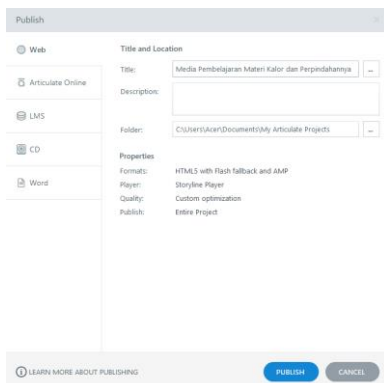 Publish
Web
Articulate Online
LMS
CD
Word
Title and Location
Title: Media Pembelajaran Materi Kalor dan Perpindahannya ...
Description:
Folder: C:\Users\Acer\Documents\My Articulate Projects ...
Properties
Formats: HTML5 with Flash fallback and AMP
Player: Storyline Player
Quality: Custom optimization
Publish: Entire Project
LEARN MORE ABOUT PUBLISHING
PUBLISH
CANCEL